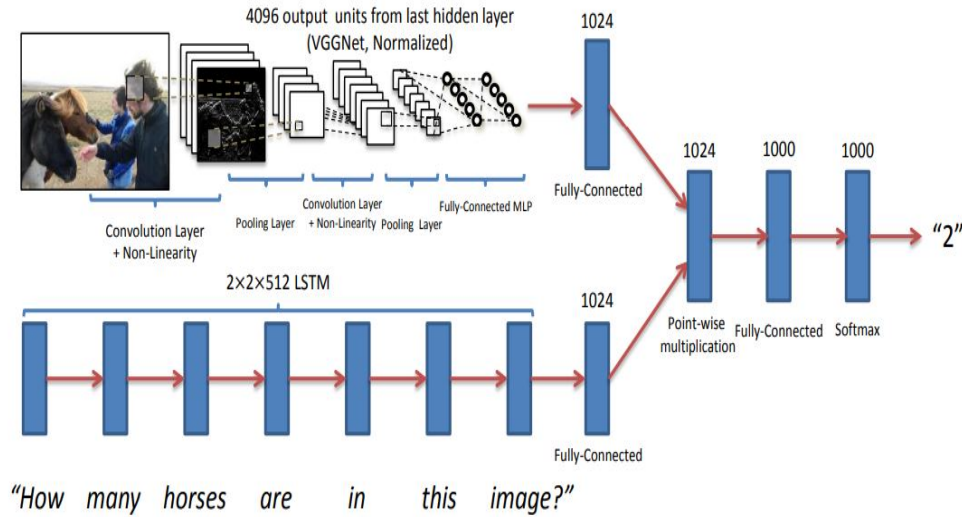 4096 output units from last hidden layer
(VGGNet, Normalized)
1024
Fully-Connected
Convolution Layer
+ Non-Linearity
Pooling Layer
Convolution Layer
+ Non-Linearity
Pooling Layer
Fully-Connected MLP
2×2×512 LSTM
1024
Fully-Connected
1024
Point-wise
multiplication
1000
Fully-Connected
1000
Softmax
“2”
“How many horses are in this image?”